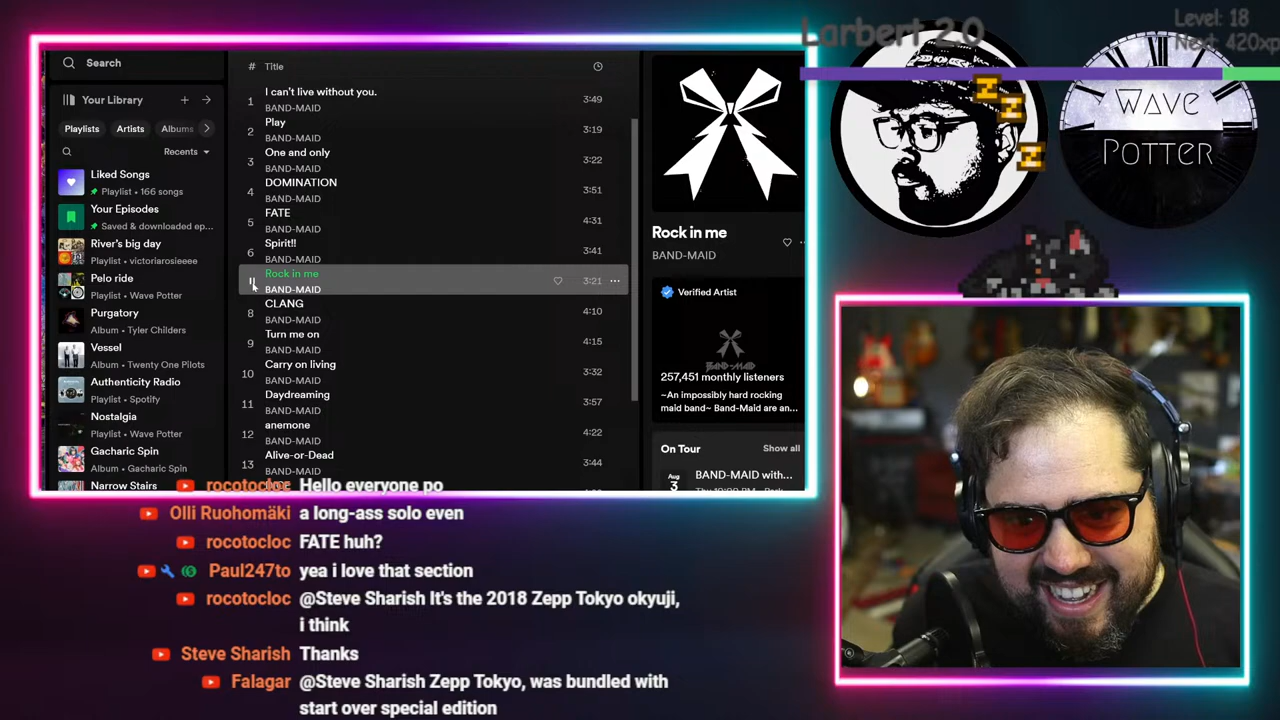 Larbert 2.0
Level: 18
Next: 420xp
WAVE
POTTER
Search
Your Library
Playlists
Artists
Albums
Recents
Liked Songs
Playlist • 166 songs
Your Episodes
Saved & downloaded ep...
River's big day
Playlist • victoriarosieeee
Pelo ride
Playlist • Wave Potter
Purgatory
Album • Tyler Childers
Vessel
Album • Twenty One Pilots
Authenticity Radio
Playlist • Spotify
Nostalgia
Playlist • Wave Potter
Gacharic Spin
Album • Gacharic Spin
Narrow Stairs
# Title
1 I can't live without you. 3:49
BAND-MAID
2 Play 3:19
BAND-MAID
3 One and only 3:22
BAND-MAID
4 DOMINATION 3:51
BAND-MAID
5 FATE 4:31
BAND-MAID
6 Spirit!! 3:41
BAND-MAID
Rock in me 3:21
BAND-MAID
8 CLANG 4:10
BAND-MAID
9 Turn me on 4:15
BAND-MAID
10 Carry on living 3:32
BAND-MAID
11 Daydreaming 3:57
BAND-MAID
12 anemone 4:22
BAND-MAID
13 Alive-or-Dead 3:44
BAND-MAID
Rock in me
BAND-MAID
Verified Artist
BAND-MAID
257,451 monthly listeners
~An impossibly hard rocking
maid band~ Band-Maid are an...
On Tour Show all
Aug
3
BAND-MAID with...
rocotocloc Hello everyone po
Olli Ruohomäki a long-ass solo even
rocotocloc FATE huh?
Paul247to yea i love that section
rocotocloc @Steve Sharish It's the 2018 Zepp Tokyo okyuji,
i think
Steve Sharish Thanks
Falagar @Steve Sharish Zepp Tokyo, was bundled with
start over special edition